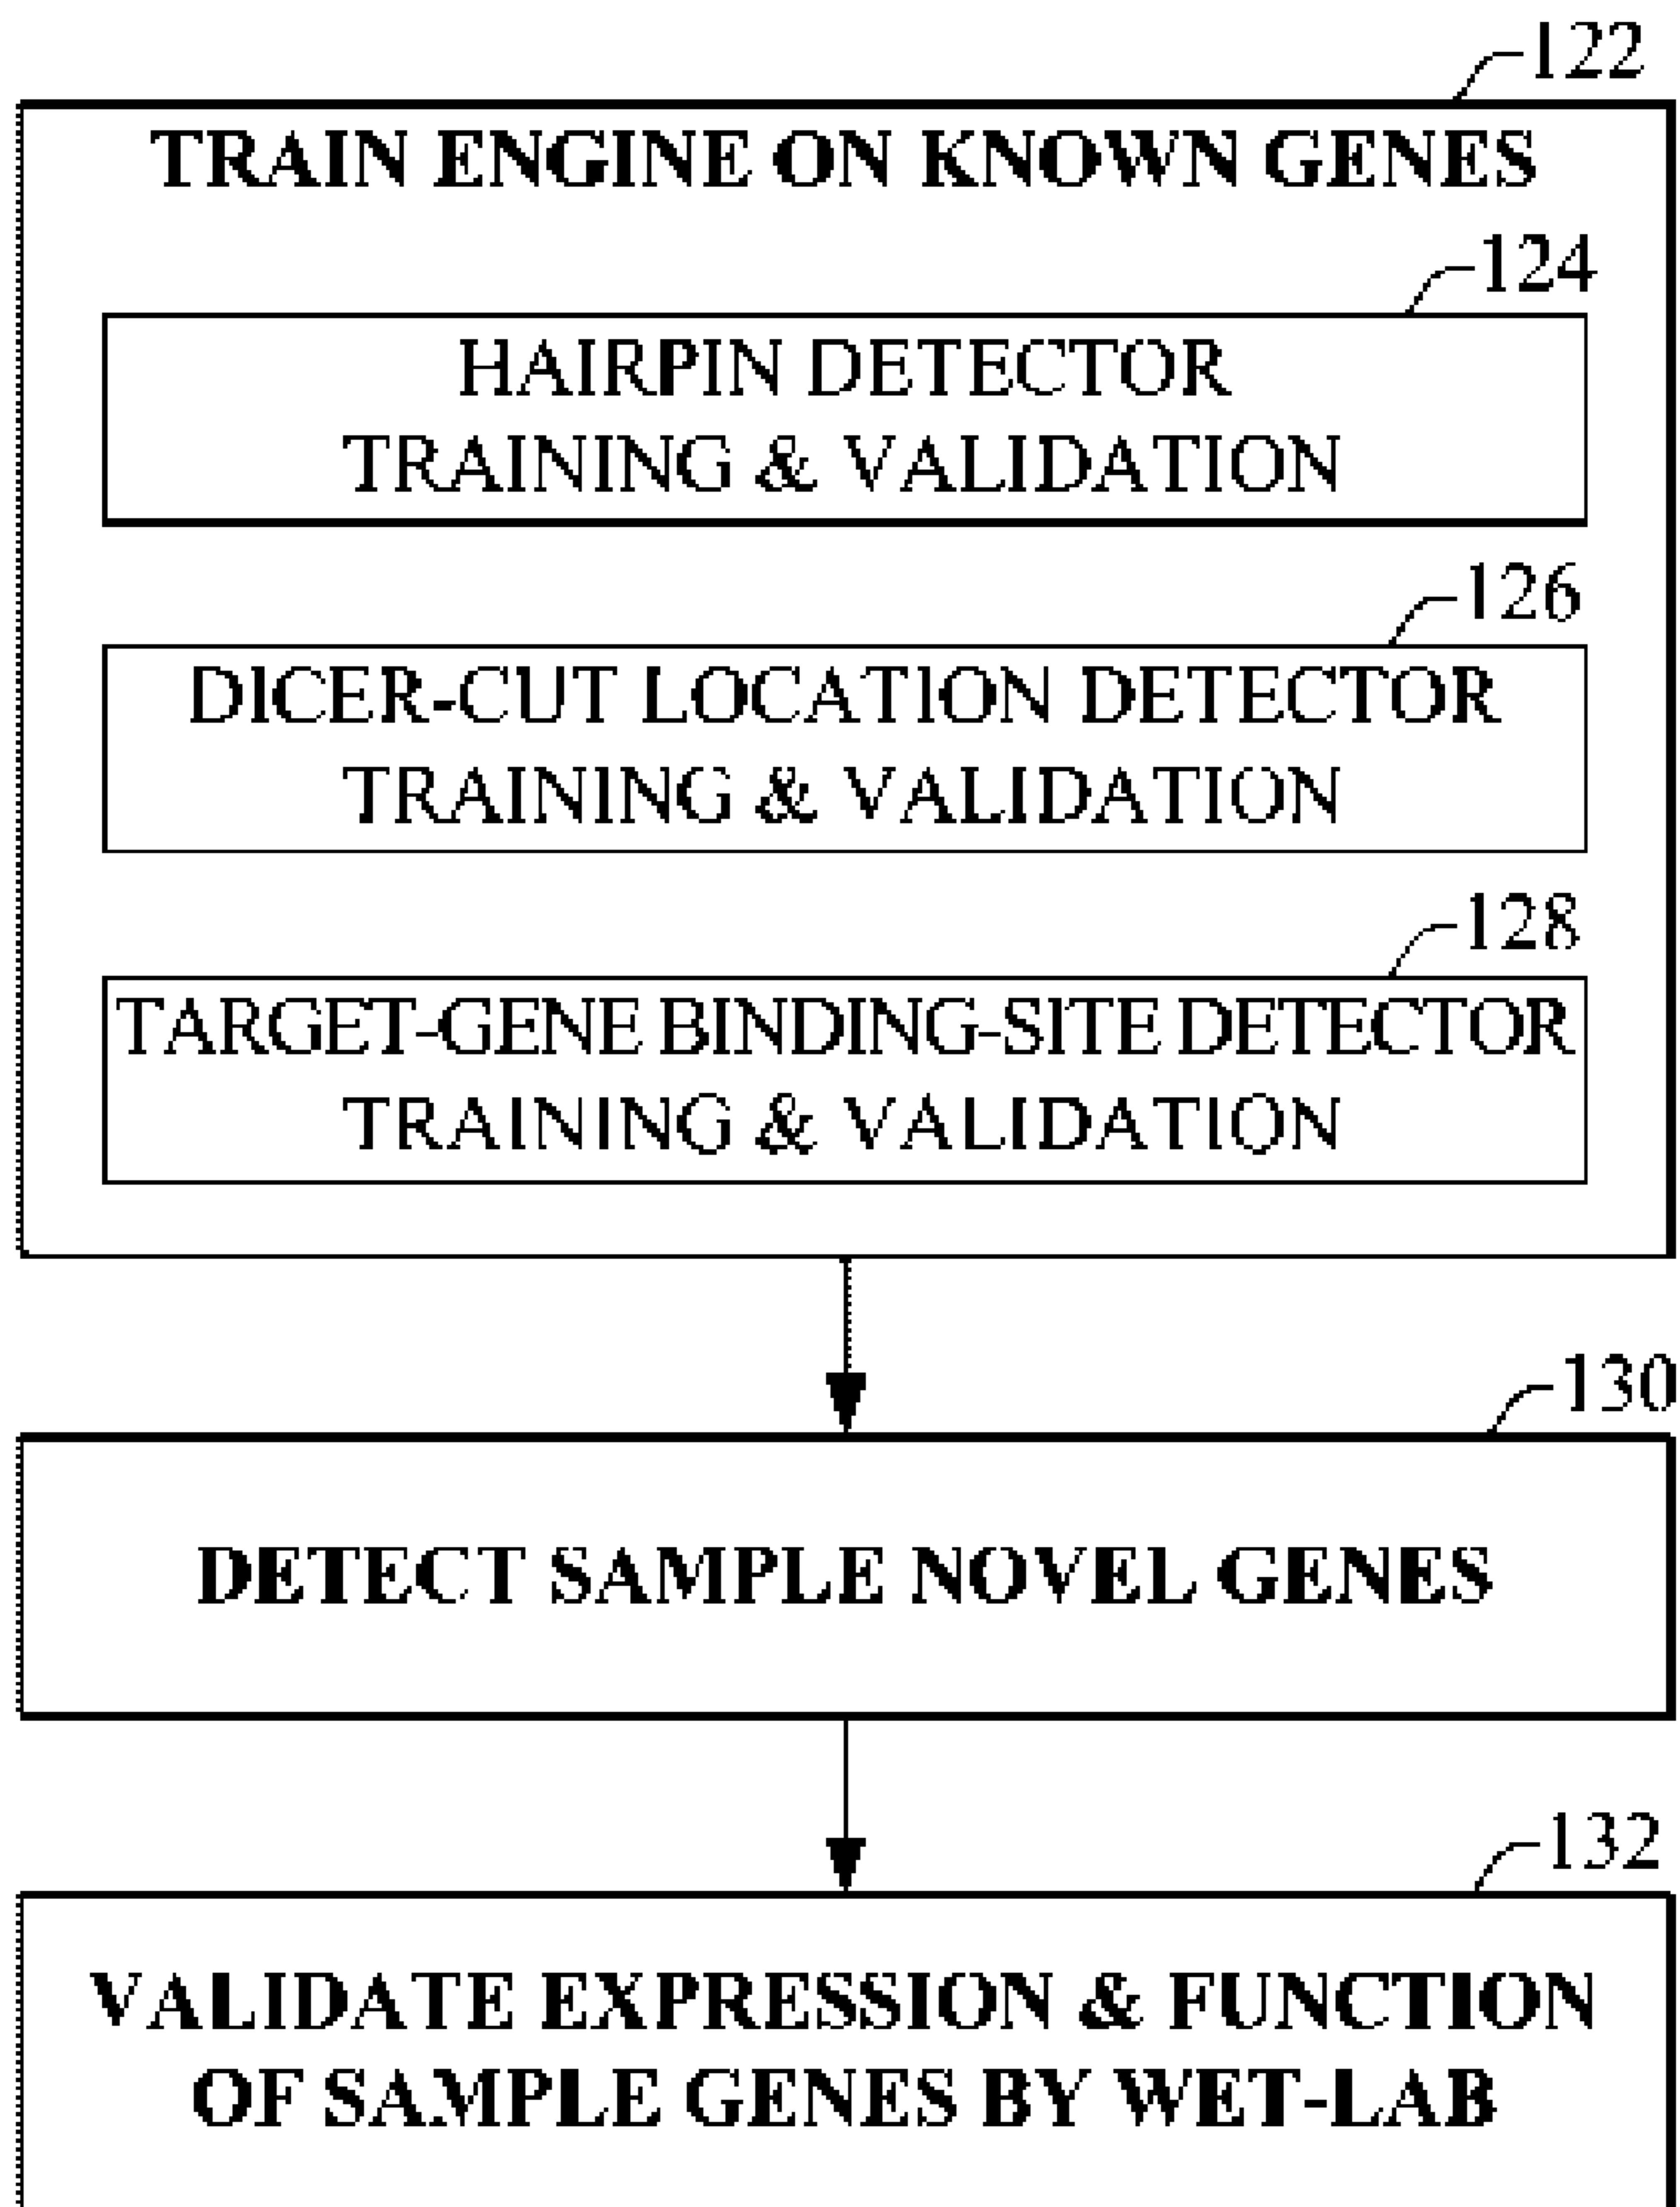 122
TRAIN ENGINE ON KNOWN GENES
124
HAIRPIN DETECTOR
TRAINING & VALIDATION
126
DICER-CUT LOCATION DETECTOR
TRAINING & VALIDATION
128
TARGET-GENE BINDING-SITE DETECTOR
TRAINING & VALIDATION
130
DETECT SAMPLE NOVEL GENES
132
VALIDATE EXPRESSION & FUNCTION
OF SAMPLE GENES BY WET-LAB